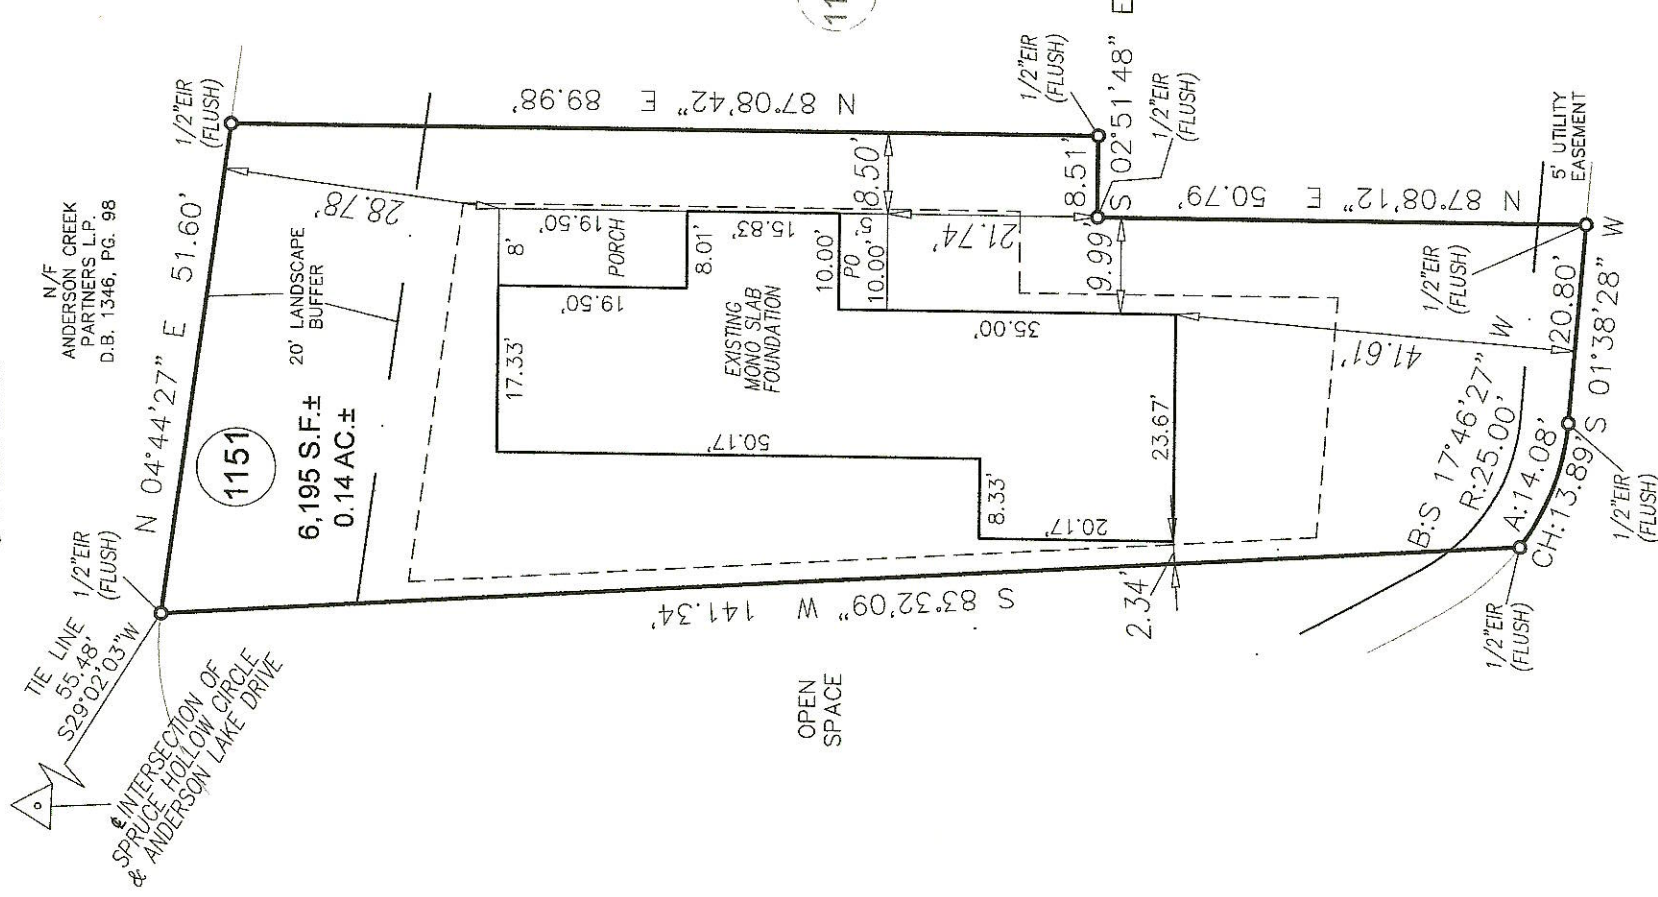 N/F
ANDERSON CREEK
PARTNERS L.P.
D.B. 1346, PG. 98
N 04°44'27" E 51.60'
1/2"EIR
(FLUSH)
1151
6,195 S.F.±
0.14 AC.±
20' LANDSCAPE
BUFFER
28.78'
N 87°08'42" E 89.98'
11
1/2"EIR
(FLUSH)
8.51'
S 02°51'48" E
1/2"EIR
(FLUSH)
N 87°08'12" E 50.79'
5' UTILITY
EASEMENT
1/2"EIR
(FLUSH)
20.80'
S 01°38'28" W
1/2"EIR
(FLUSH)
B:S 17°46'27" W
R:25.00'
A:14.08'
CH:13.89'
1/2"EIR
(FLUSH)
S 83°32'09" W 141.34'
OPEN
SPACE
TIE LINE
55.48'
S29°02'03"W
1/2"EIR
(FLUSH)
℄INTERSECTION OF
SPRUCE HOLLOW CIRCLE
& ANDERSON LAKE DRIVE
8'
19.50'
PORCH
19.50'
8.01'
15.83'
10.00'
PO
10.00'
5'
8.50'
21.74'
9.99'
17.33'
EXISTING
MONO SLAB
FOUNDATION
35.00'
50.17'
8.33'
20.17'
23.67'
41.61'
2.34'
E